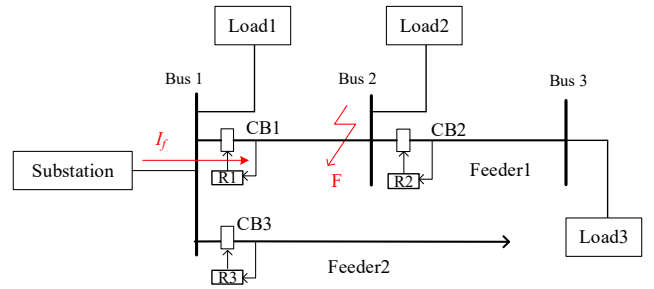 Load1
Load2
Bus 1
Bus 2
Bus 3
I_f
CB1
CB2
Substation
R1
F
R2
Feeder1
CB3
Load3
R3
Feeder2